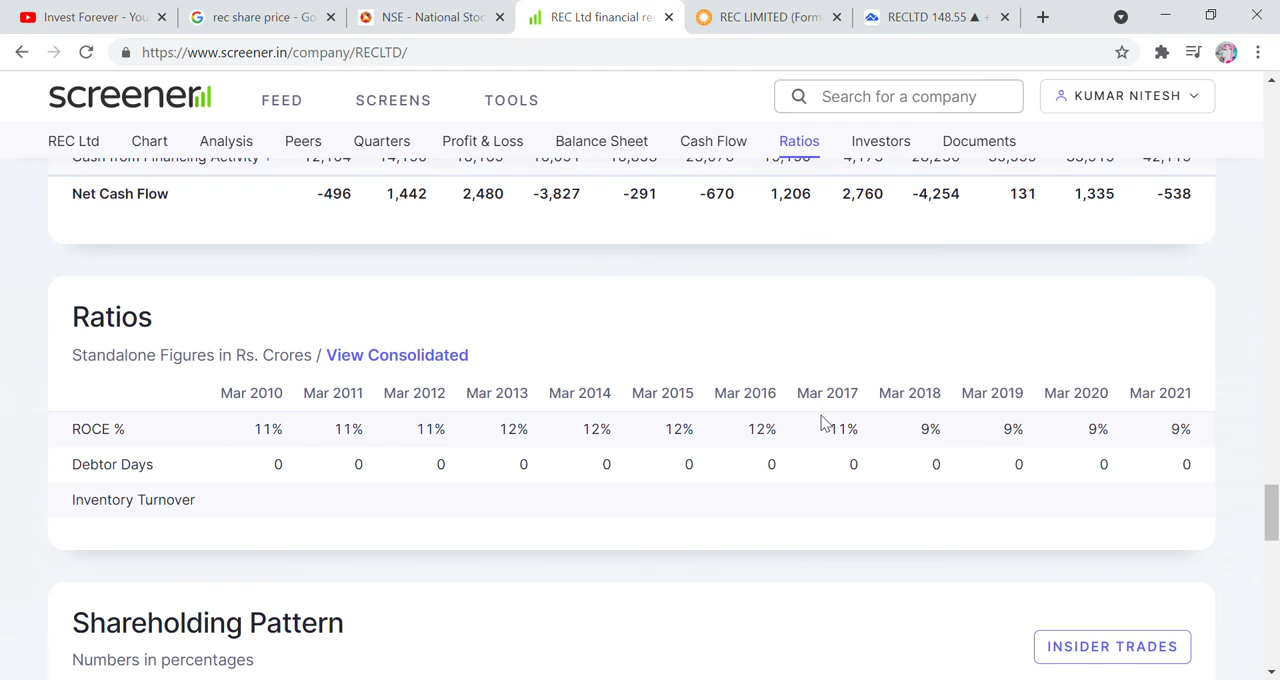 Invest Forever - You
rec share price - Go
NSE - National Stoc
REC Ltd financial re
REC LIMITED (Form
RECLTD 148.55 ▲ +
https://www.screener.in/company/RECLTD/
screener
FEED
SCREENS
TOOLS
Search for a company
KUMAR NITESH
REC Ltd
Chart
Analysis
Peers
Quarters
Profit & Loss
Balance Sheet
Cash Flow
Ratios
Investors
Documents
Cash from Financing Activity +
Net Cash Flow -496 1,442 2,480 -3,827 -291 -670 1,206 2,760 -4,254 131 1,335 -538
Ratios
Standalone Figures in Rs. Crores / View Consolidated
Mar 2010 Mar 2011 Mar 2012 Mar 2013 Mar 2014 Mar 2015 Mar 2016 Mar 2017 Mar 2018 Mar 2019 Mar 2020 Mar 2021
ROCE % 11% 11% 11% 12% 12% 12% 12% 11% 9% 9% 9% 9%
Debtor Days 0 0 0 0 0 0 0 0 0 0 0 0
Inventory Turnover
Shareholding Pattern
Numbers in percentages
INSIDER TRADES